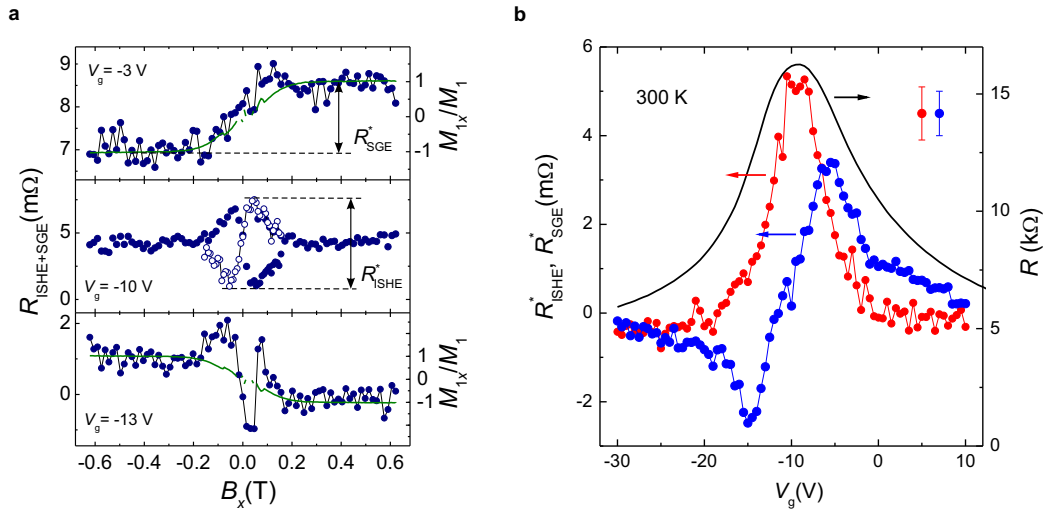 a
R_ISHE+SGE(mΩ)
9
8
7
V_g = -3 V
R*_SGE
1
0
-1
M_1x/M_1
5
0
V_g = -10 V
R*_ISHE
2
0
V_g = -13 V
1
0
-1
M_1x/M_1
-0.6 -0.4 -0.2 0.0 0.2 0.4 0.6
B_x(T)
b
R*_ISHE, R*_SGE(mΩ)
6
4
2
0
-2
300 K
15
10
5
0
R (kΩ)
-30 -20 -10 0 10
V_g(V)